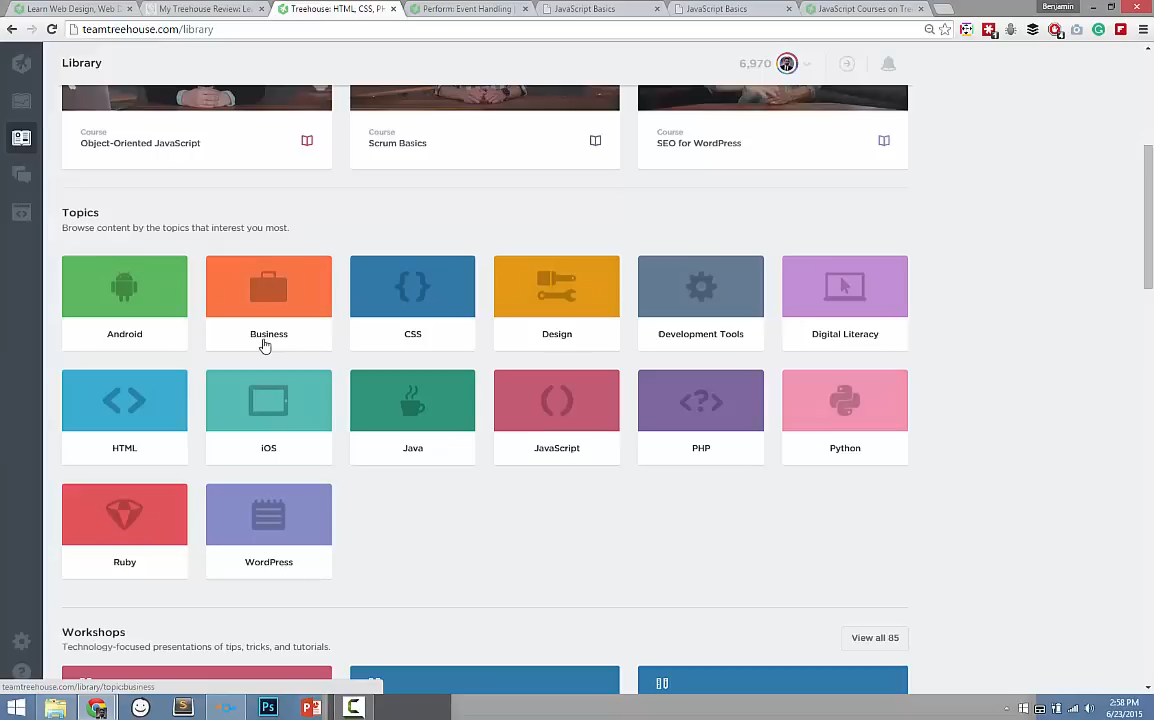 Learn Web Design, Web D
My Treehouse Review: Le
Treehouse: HTML, CSS, PH
Perform: Event Handling
JavaScript Basics
JavaScript Basics
JavaScript Courses on Tre
Benjamin
teamtreehouse.com/library
Library
6,970
Course
Object-Oriented JavaScript
Course
Scrum Basics
Course
SEO for WordPress
Topics
Browse content by the topics that interest you most.
Android
Business
CSS
Design
Development Tools
Digital Literacy
HTML
iOS
Java
JavaScript
PHP
Python
Ruby
WordPress
Workshops
Technology-focused presentations of tips, tricks, and tutorials.
View all 85
teamtreehouse.com/library/topic:business
Ps
2:58 PM
6/23/2015